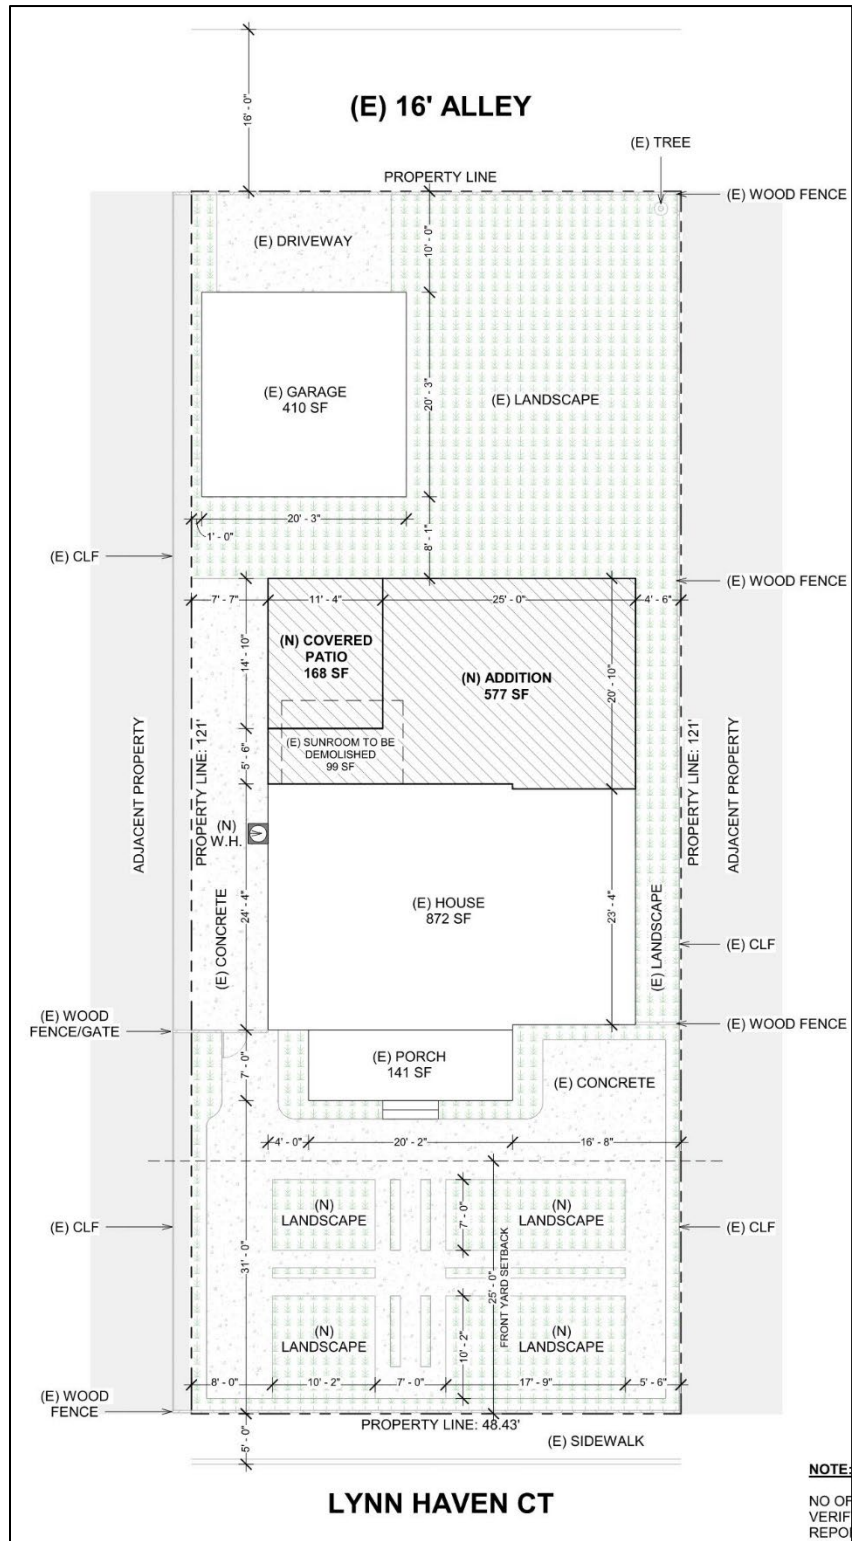 16' - 0"
(E) 16' ALLEY
(E) TREE
PROPERTY LINE
(E) WOOD FENCE
(E) DRIVEWAY
10' - 0"
(E) GARAGE
410 SF
20' - 3"
(E) LANDSCAPE
20' - 3"
1' - 0"
8' - 1"
(E) CLF
(E) WOOD FENCE
7' - 7"
11' - 4"
25' - 0"
4' - 6"
14' - 10"
(N) COVERED
PATIO
168 SF
(N) ADDITION
577 SF
20' - 10"
5' - 6"
(E) SUNROOM TO BE
DEMOLISHED
99 SF
ADJACENT PROPERTY
PROPERTY LINE: 121'
PROPERTY LINE: 121'
ADJACENT PROPERTY
(N)
W.H.
(E) CONCRETE
24' - 4"
(E) HOUSE
872 SF
23' - 4"
(E) LANDSCAPE
(E) CLF
(E) WOOD
FENCE/GATE
(E) WOOD FENCE
7' - 0"
(E) PORCH
141 SF
(E) CONCRETE
4' - 0"
20' - 2"
16' - 8"
(N)
LANDSCAPE
7' - 0"
(N)
LANDSCAPE
(E) CLF
(E) CLF
31' - 0"
25' - 0"
FRONT YARD SETBACK
(N)
LANDSCAPE
10' - 2"
(N)
LANDSCAPE
8' - 0"
10' - 2"
7' - 0"
17' - 9"
5' - 6"
(E) WOOD
FENCE
PROPERTY LINE: 48.43'
5' - 0"
(E) SIDEWALK
LYNN HAVEN CT
NOTE:
NO OF
VERIF
REPO